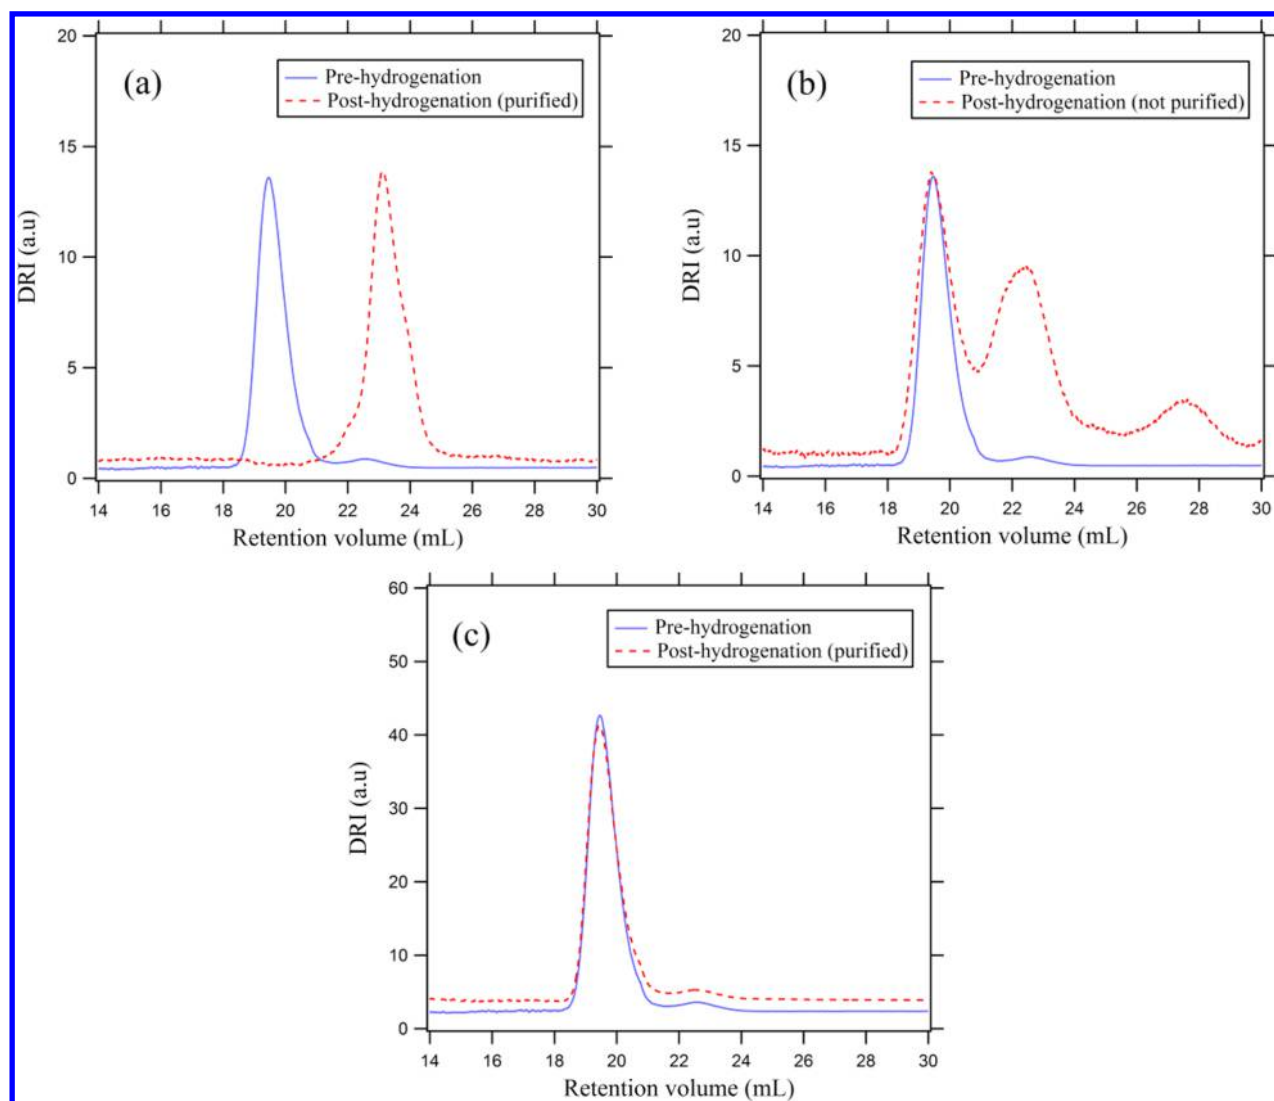 (a)
Pre-hydrogenation
Post-hydrogenation (purified)
DRI (a.u)
20
15
10
5
0
14 16 18 20 22 24 26 28 30
Retention volume (mL)
(b)
Pre-hydrogenation
Post-hydrogenation (not purified)
DRI (a.u)
20
15
10
5
0
14 16 18 20 22 24 26 28 30
Retention volume (mL)
(c)
Pre-hydrogenation
Post-hydrogenation (purified)
DRI (a.u)
60
50
40
30
20
10
0
14 16 18 20 22 24 26 28 30
Retention volume (mL)